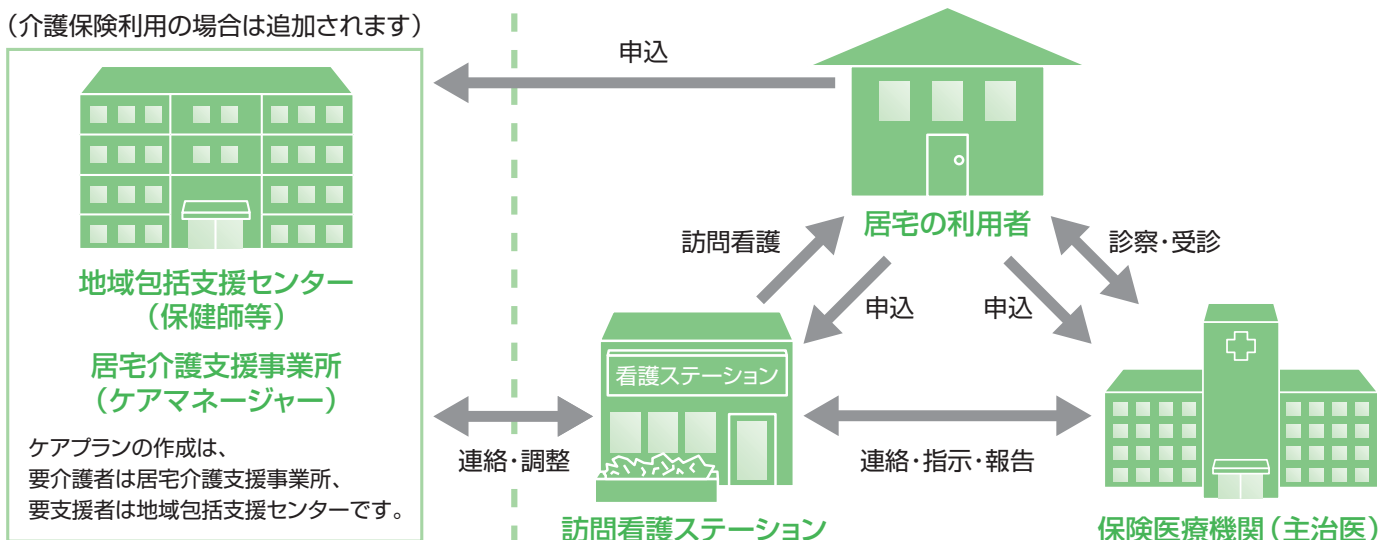 (介護保険利用の場合は追加されます)
申込
居宅の利用者
訪問看護
診察・受診
申込
申込
地域包括支援センター
(保健師等)
居宅介護支援事業所
(ケアマネージャー)
ケアプランの作成は、
要介護者は居宅介護支援事業所、
要支援者は地域包括支援センターです。
連絡・調整
看護ステーション
連絡・指示・報告
訪問看護ステーション
保険医療機関(主治医)